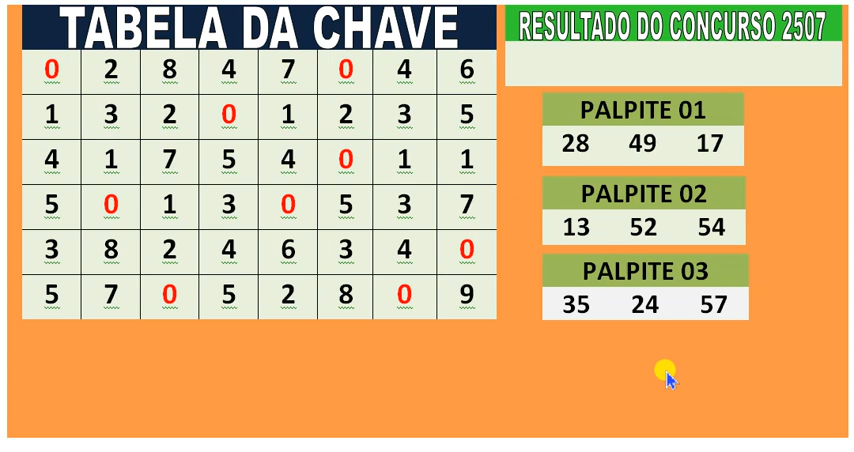 TABELA DA CHAVE
0 2 8 4 7 0 4 6
1 3 2 0 1 2 3 5
4 1 7 5 4 0 1 1
5 0 1 3 0 5 3 7
3 8 2 4 6 3 4 0
5 7 0 5 2 8 0 9
RESULTADO DO CONCURSO 2507
PALPITE 01
28 49 17
PALPITE 02
13 52 54
PALPITE 03
35 24 57